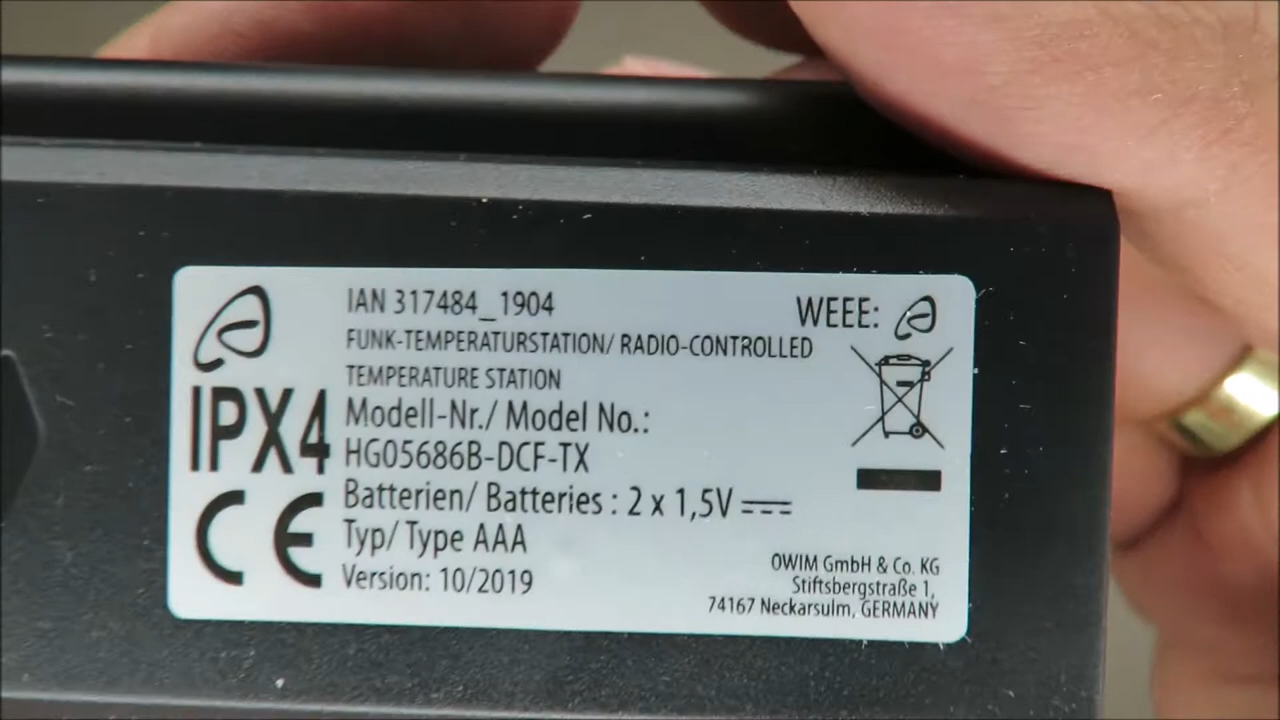 IAN 317484_1904
FUNK-TEMPERATURSTATION/ RADIO-CONTROLLED
TEMPERATURE STATION
Modell-Nr./ Model No.:
HG05686B-DCF-TX
Batterien/ Batteries : 2 x 1,5V
Typ/ Type AAA
Version: 10/2019
IPX4
CE
WEEE:
OWIM GmbH & Co. KG
Stiftsbergstraße 1,
74167 Neckarsulm, GERMANY